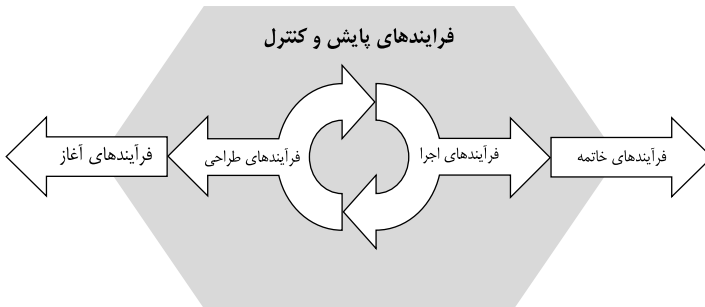 فرایندهای پایش و کنترل
فرآیندهای خاتمه
فرآیندهای اجرا
فرآیندهای طراحی
فرآیندهای آغاز